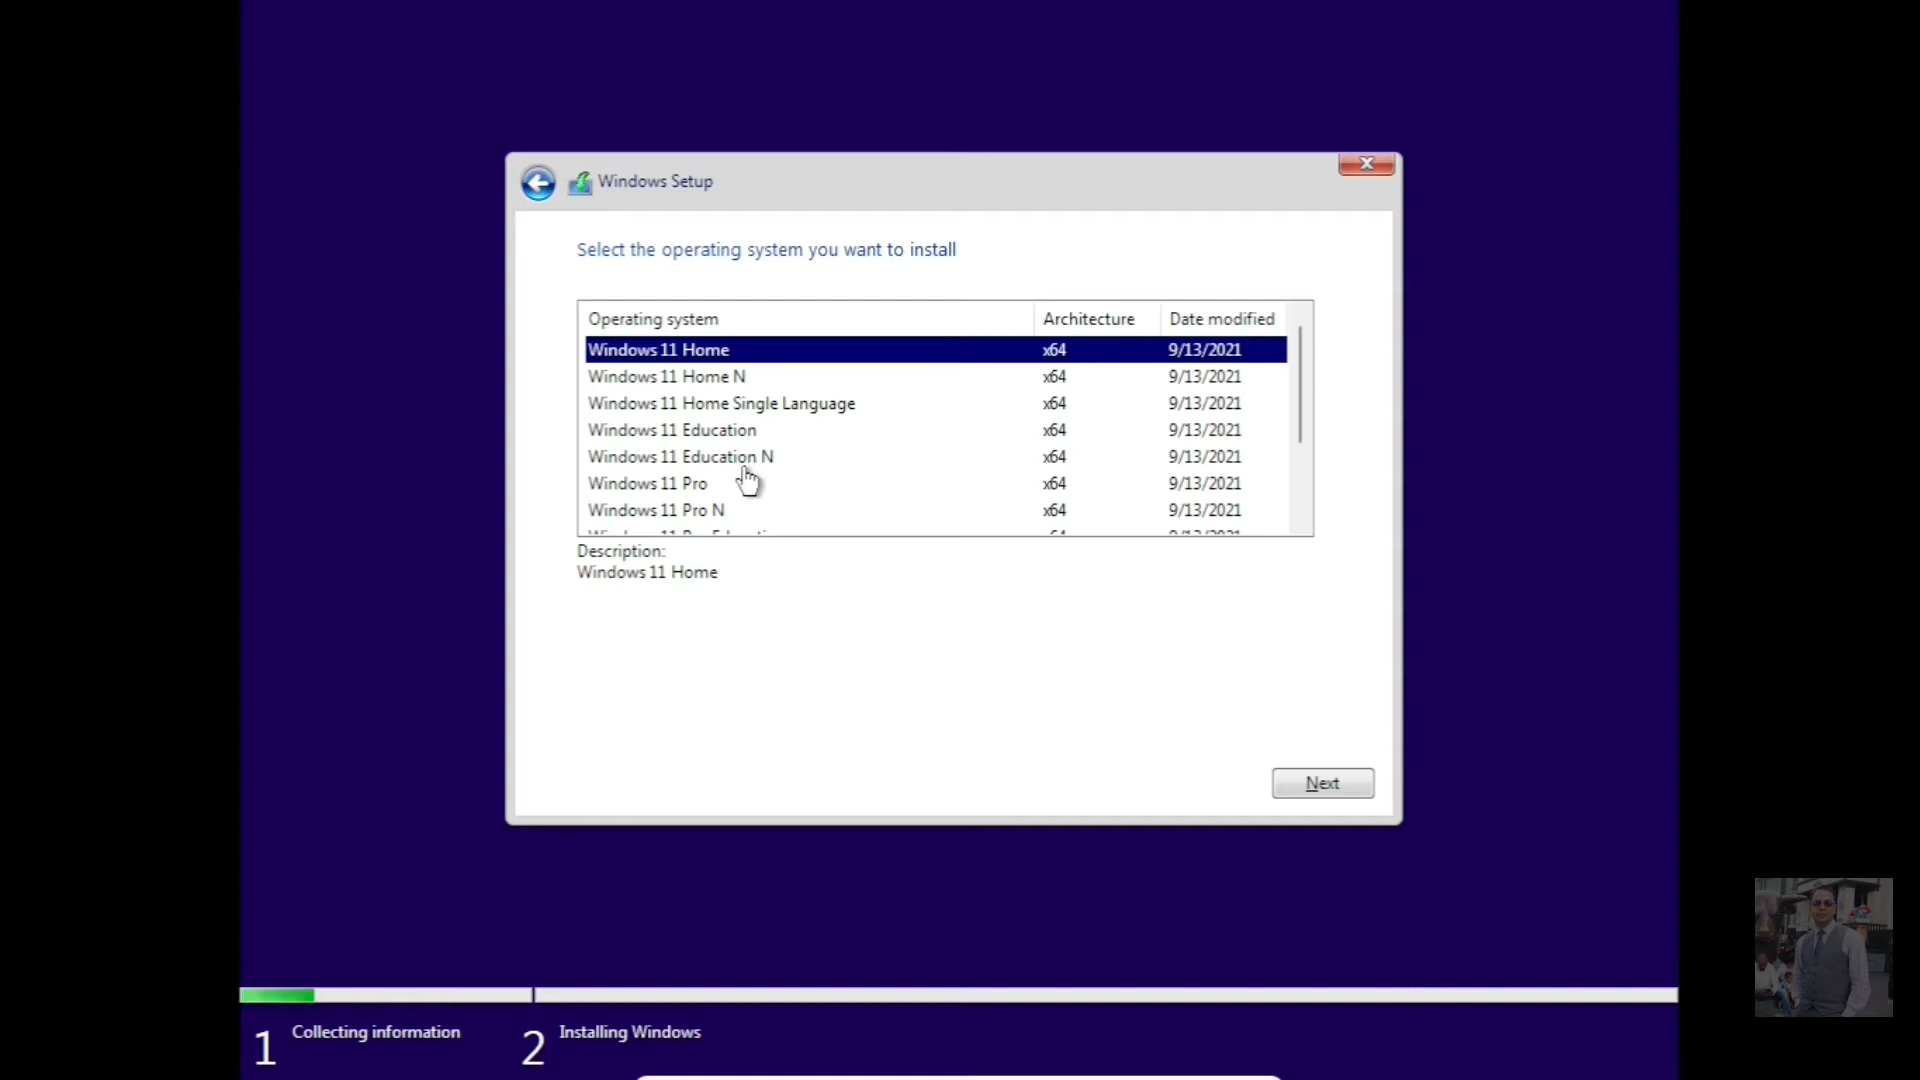 Windows Setup
Select the operating system you want to install
Operating system Architecture Date modified
Windows 11 Home x64 9/13/2021
Windows 11 Home N x64 9/13/2021
Windows 11 Home Single Language x64 9/13/2021
Windows 11 Education x64 9/13/2021
Windows 11 Education N x64 9/13/2021
Windows 11 Pro x64 9/13/2021
Windows 11 Pro N x64 9/13/2021
Description:
Windows 11 Home
Next
1 Collecting information 2 Installing Windows